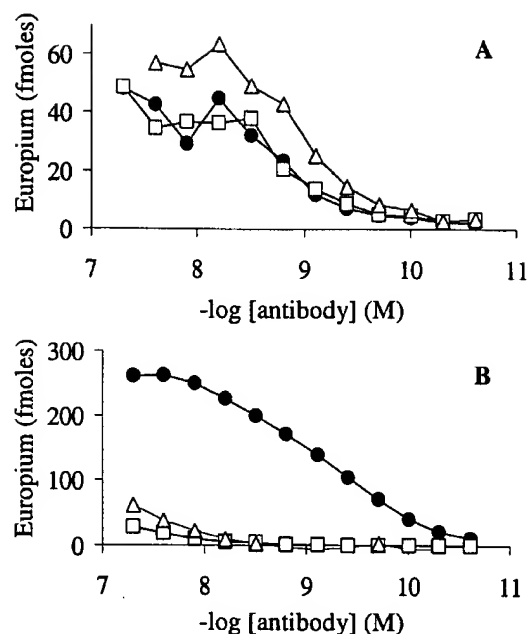 A
Europium (fmoles)
60
40
20
0
7 8 9 10 11
-log [antibody] (M)
B
Europium (fmoles)
300
200
100
0
7 8 9 10 11
-log [antibody] (M)